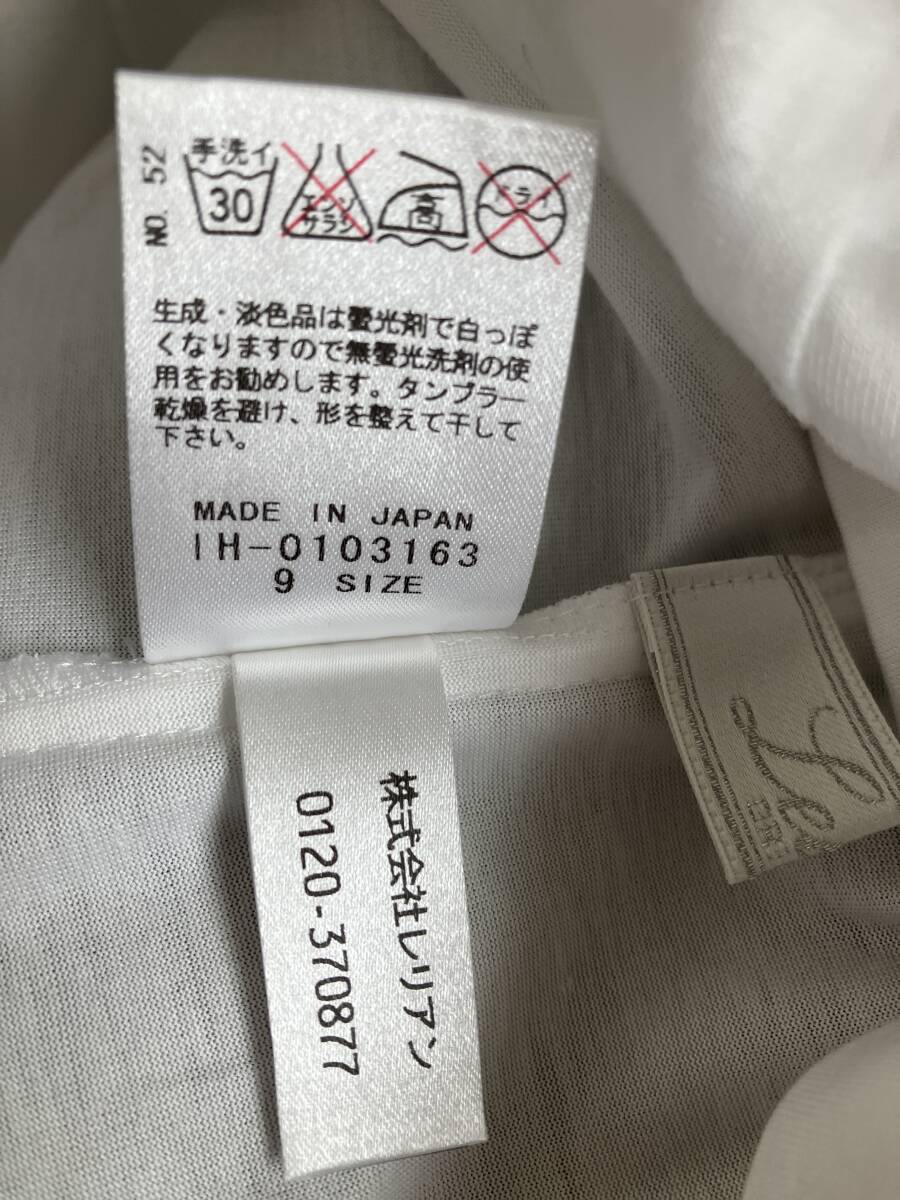 NO. 52
手洗イ
30
エンソ
サラシ
高
ドライ
生成・淡色品は螢光剤で白っぽ
くなりますので無螢光洗剤の使
用をお勧めします。タンブラー
乾燥を避け、形を整えて干して
下さい。
MADE IN JAPAN
IH-0103163
9 SIZE
株式会社レリアン
0120-370877